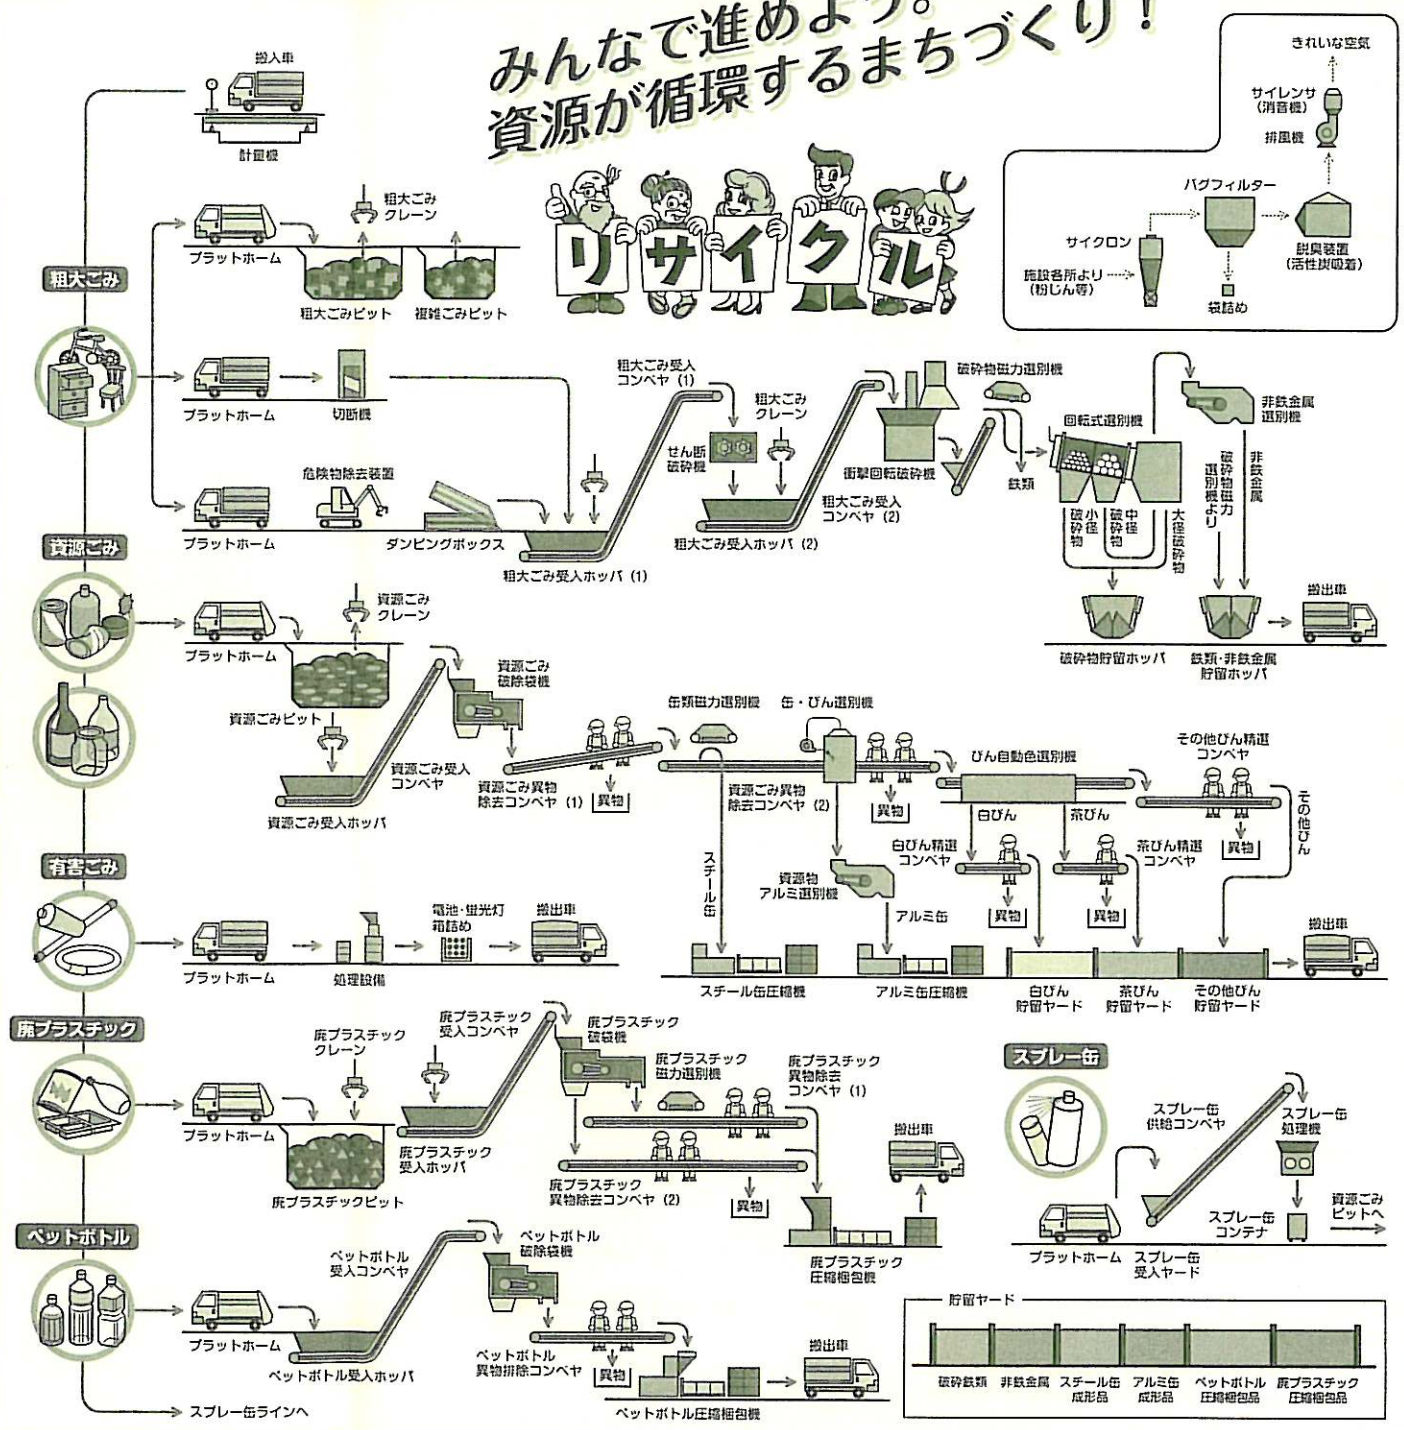 みんなで進めよう。
資源が循環するまちづくり！
リサイクル
搬入車
計量機
きれいな空気
サイレンサ
（消音機）
排風機
バグフィルター
サイクロン
施設各所より
（粉じん等）
脱臭装置
（活性炭吸着）
袋詰め
粗大ごみ
プラットホーム
粗大ごみ
クレーン
粗大ごみピット
複雑ごみピット
プラットホーム
切断機
プラットホーム
危険物除去装置
ダンピングボックス
粗大ごみ受入ホッパ（1）
粗大ごみ受入
コンベヤ（1）
せん断
破砕機
粗大ごみ
クレーン
粗大ごみ受入ホッパ（2）
粗大ごみ受入
コンベヤ（2）
衝撃回転破砕機
破砕物磁力選別機
鉄類
回転式選別機
小径
破砕物
中径
破砕物
大径破砕物
非鉄金属
選別機
破砕物磁力
選別機より
非鉄金属
破砕物貯留ホッパ
鉄類・非鉄金属
貯留ホッパ
搬出車
資源ごみ
プラットホーム
資源ごみ
クレーン
資源ごみピット
資源ごみ受入ホッパ
資源ごみ受入
コンベヤ
資源ごみ
破除袋機
資源ごみ異物
除去コンベヤ（1）
異物
缶類磁力選別機
缶・びん選別機
資源ごみ異物
除去コンベヤ（2）
異物
スチール缶
資源物
アルミ選別機
アルミ缶
びん自動色選別機
白びん
茶びん
白びん精選
コンベヤ
異物
茶びん精選
コンベヤ
異物
その他びん精選
コンベヤ
異物
その他びん
スチール缶圧縮機
アルミ缶圧縮機
白びん
貯留ヤード
茶びん
貯留ヤード
その他びん
貯留ヤード
搬出車
有害ごみ
プラットホーム
処理設備
電池・蛍光灯
箱詰め
搬出車
廃プラスチック
プラットホーム
廃プラスチック
クレーン
廃プラスチックピット
廃プラスチック
受入コンベヤ
廃プラスチック
受入ホッパ
廃プラスチック
破袋機
廃プラスチック
磁力選別機
廃プラスチック
異物除去
コンベヤ（1）
廃プラスチック
異物除去コンベヤ（2）
異物
搬出車
廃プラスチック
圧縮梱包機
スプレー缶
プラットホーム
スプレー缶
受入ヤード
スプレー缶
供給コンベヤ
スプレー缶
処理機
スプレー缶
コンテナ
資源ごみ
ピットへ
ペットボトル
プラットホーム
ペットボトル受入ホッパ
ペットボトル
受入コンベヤ
ペットボトル
破除袋機
ペットボトル
異物排除コンベヤ
異物
ペットボトル圧縮梱包機
搬出車
スプレー缶ラインへ
貯留ヤード
破砕鉄類
非鉄金属
スチール缶
成形品
アルミ缶
成形品
ペットボトル
圧縮梱包品
廃プラスチック
圧縮梱包品